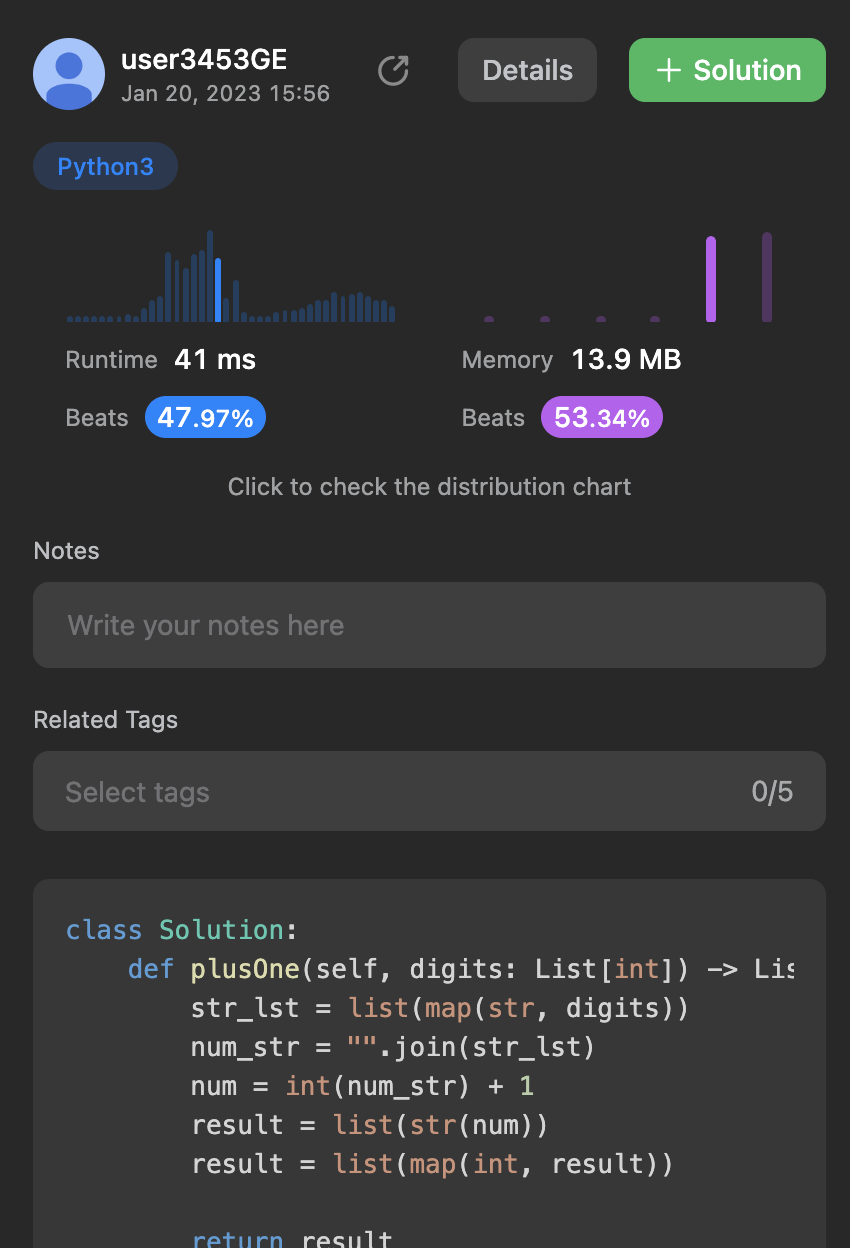 user3453GE
Jan 20, 2023 15:56
Details
+ Solution
Python3
Runtime 41 ms
Beats 47.97%
Memory 13.9 MB
Beats 53.34%
Click to check the distribution chart
Notes
Write your notes here
Related Tags
Select tags 0/5
class Solution:
    def plusOne(self, digits: List[int]) -> Lis
        str_lst = list(map(str, digits))
        num_str = "".join(str_lst)
        num = int(num_str) + 1
        result = list(str(num))
        result = list(map(int, result))
        return result